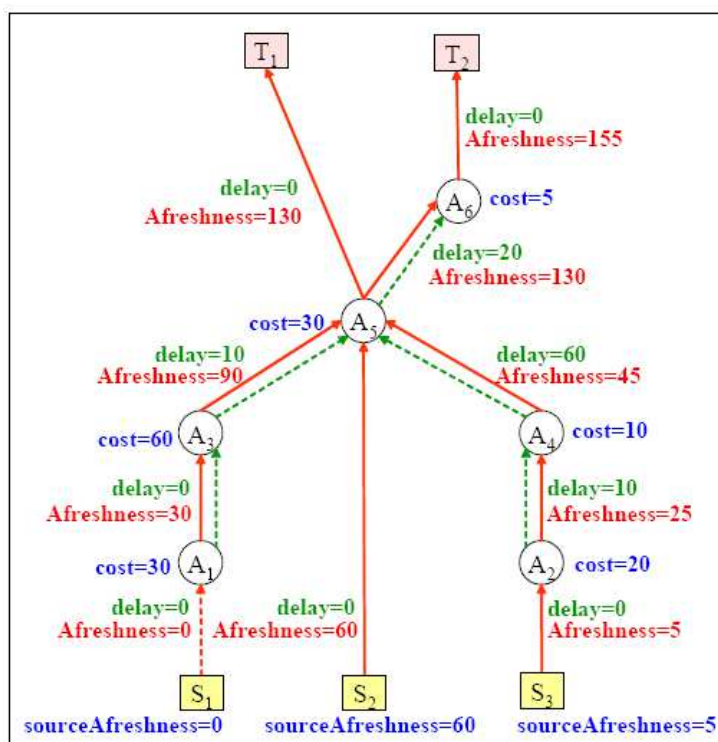 T1
T2
delay=0
Afreshness=155
delay=0
Afreshness=130
A6
cost=5
delay=20
Afreshness=130
cost=30
A5
delay=10
Afreshness=90
delay=60
Afreshness=45
cost=60
A3
A4
cost=10
delay=0
Afreshness=30
delay=10
Afreshness=25
cost=30
A1
A2
cost=20
delay=0
Afreshness=0
delay=0
Afreshness=60
delay=0
Afreshness=5
S1
S2
S3
sourceAfreshness=0
sourceAfreshness=60
sourceAfreshness=5